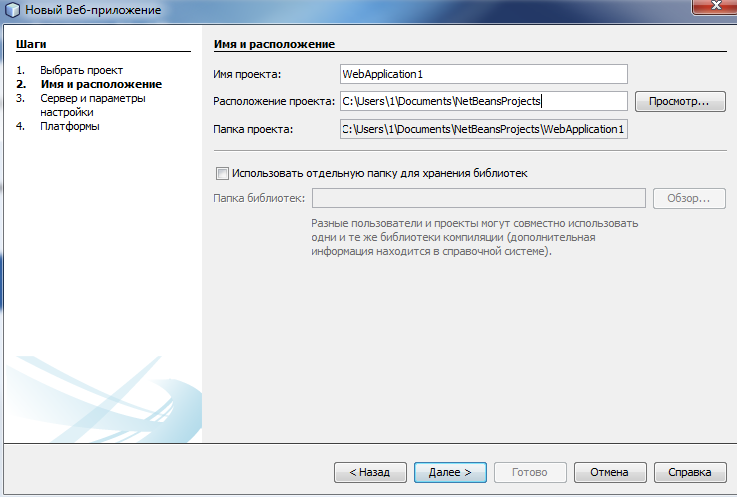 Новый Веб-приложение
Шаги
1. Выбрать проект
2. Имя и расположение
3. Сервер и параметры
настройки
4. Платформы
Имя и расположение
Имя проекта: WebApplication1
Расположение проекта: C:\Users\1\Documents\NetBeansProjects Просмотр...
Папка проекта: C:\Users\1\Documents\NetBeansProjects\WebApplication1
Использовать отдельную папку для хранения библиотек
Папка библиотек: Обзор...
Разные пользователи и проекты могут совместно использовать
одни и те же библиотеки компиляции (дополнительная
информация находится в справочной системе).
< Назад Далее > Готово Отмена Справка